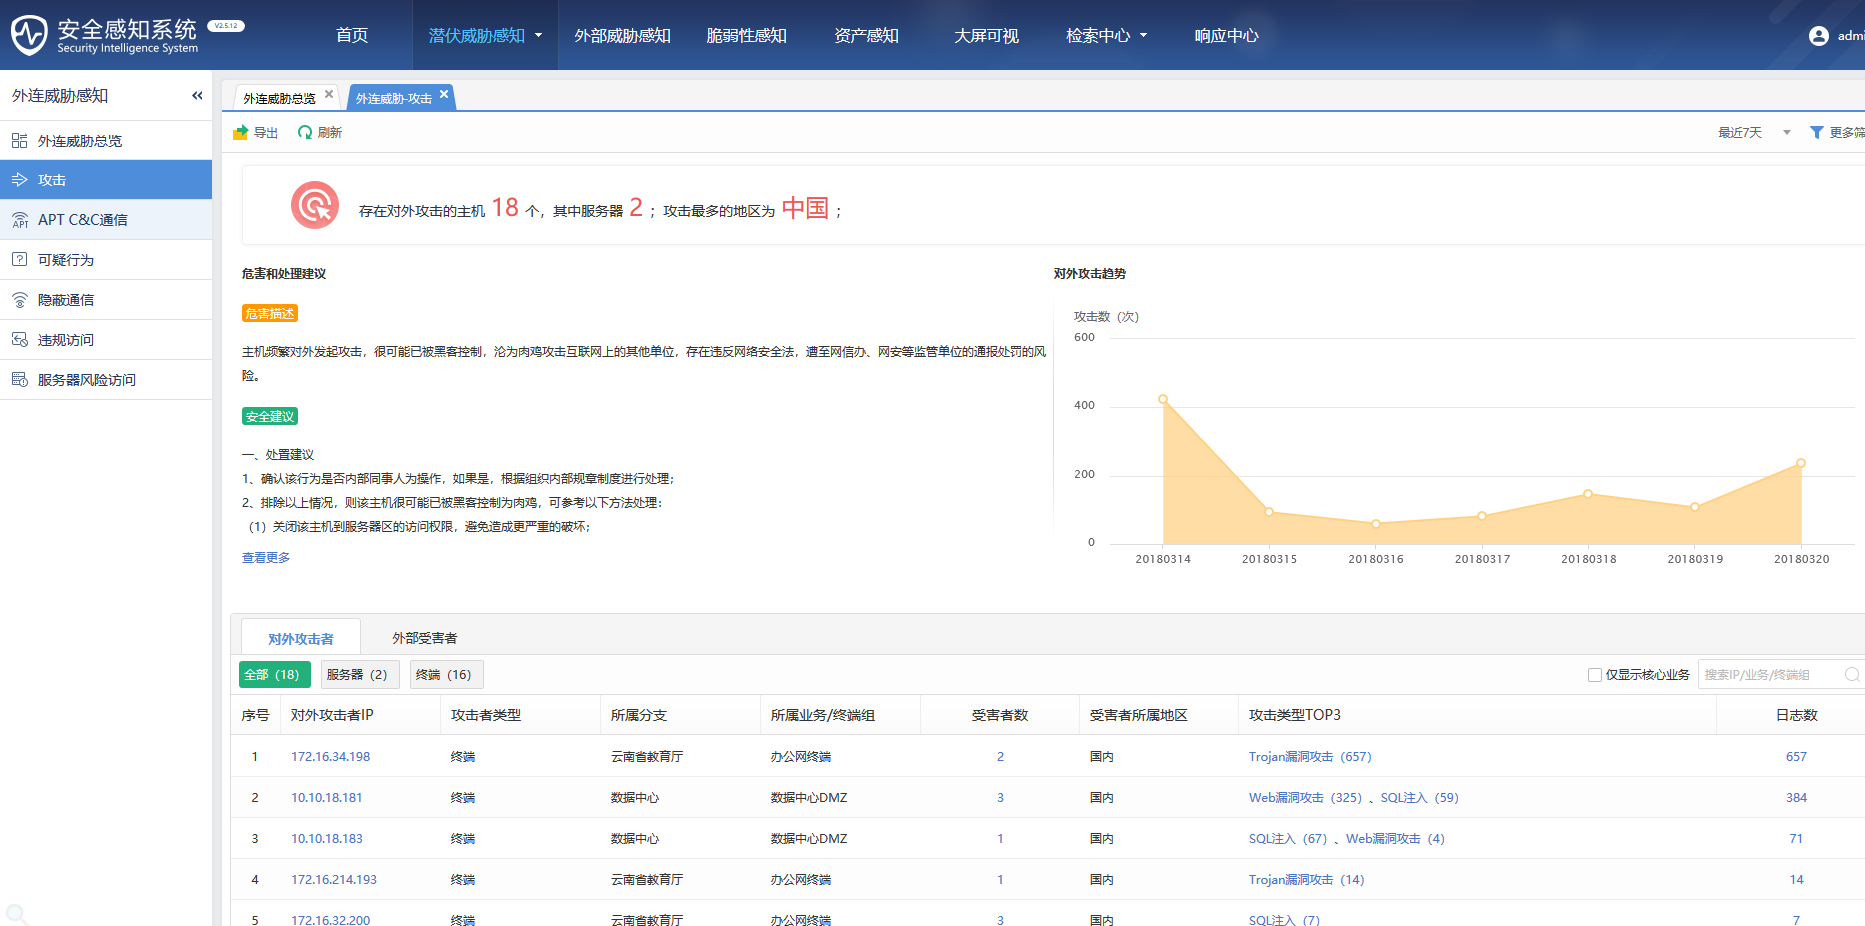 安全感知系统 V2.5.12
Security Intelligence System
首页 潜伏威胁感知 外部威胁感知 脆弱性感知 资产感知 大屏可视 检索中心 响应中心
外连威胁感知 «
外连威胁总览
攻击
APT C&C通信
可疑行为
隐蔽通信
违规访问
服务器风险访问
外连威胁总览 × 外连威胁-攻击 ×
导出 刷新 最近7天 更多筛
存在对外攻击的主机 18 个，其中服务器 2 ；攻击最多的地区为 中国 ；
危害和处理建议
危害描述
主机频繁对外发起攻击，很可能已被黑客控制，沦为肉鸡攻击互联网上的其他单位，存在违反网络安全法，遭至网信办、网安等监管单位的通报处罚的风
险。
安全建议
一、处置建议
1、确认该行为是否内部同事人为操作，如果是，根据组织内部规章制度进行处理；
2、排除以上情况，则该主机很可能已被黑客控制为肉鸡，可参考以下方法处理：
（1）关闭该主机到服务器区的访问权限，避免造成更严重的破坏；
查看更多
对外攻击趋势
攻击数（次）
600
400
200
0
20180314 20180315 20180316 20180317 20180318 20180319 20180320
对外攻击者 外部受害者
全部（18） 服务器（2） 终端（16） 仅显示核心业务 搜索IP/业务/终端组
序号 对外攻击者IP 攻击者类型 所属分支 所属业务/终端组 受害者数 受害者所属地区 攻击类型TOP3 日志数
1 172.16.34.198 终端 云南省教育厅 办公网终端 2 国内 Trojan漏洞攻击（657） 657
2 10.10.18.181 终端 数据中心 数据中心DMZ 3 国内 Web漏洞攻击（325）、SQL注入（59） 384
3 10.10.18.183 终端 数据中心 数据中心DMZ 1 国内 SQL注入（67）、Web漏洞攻击（4） 71
4 172.16.214.193 终端 云南省教育厅 办公网终端 1 国内 Trojan漏洞攻击（14） 14
5 172.16.32.200 终端 云南省教育厅 办公网终端 3 国内 SQL注入（7） 7